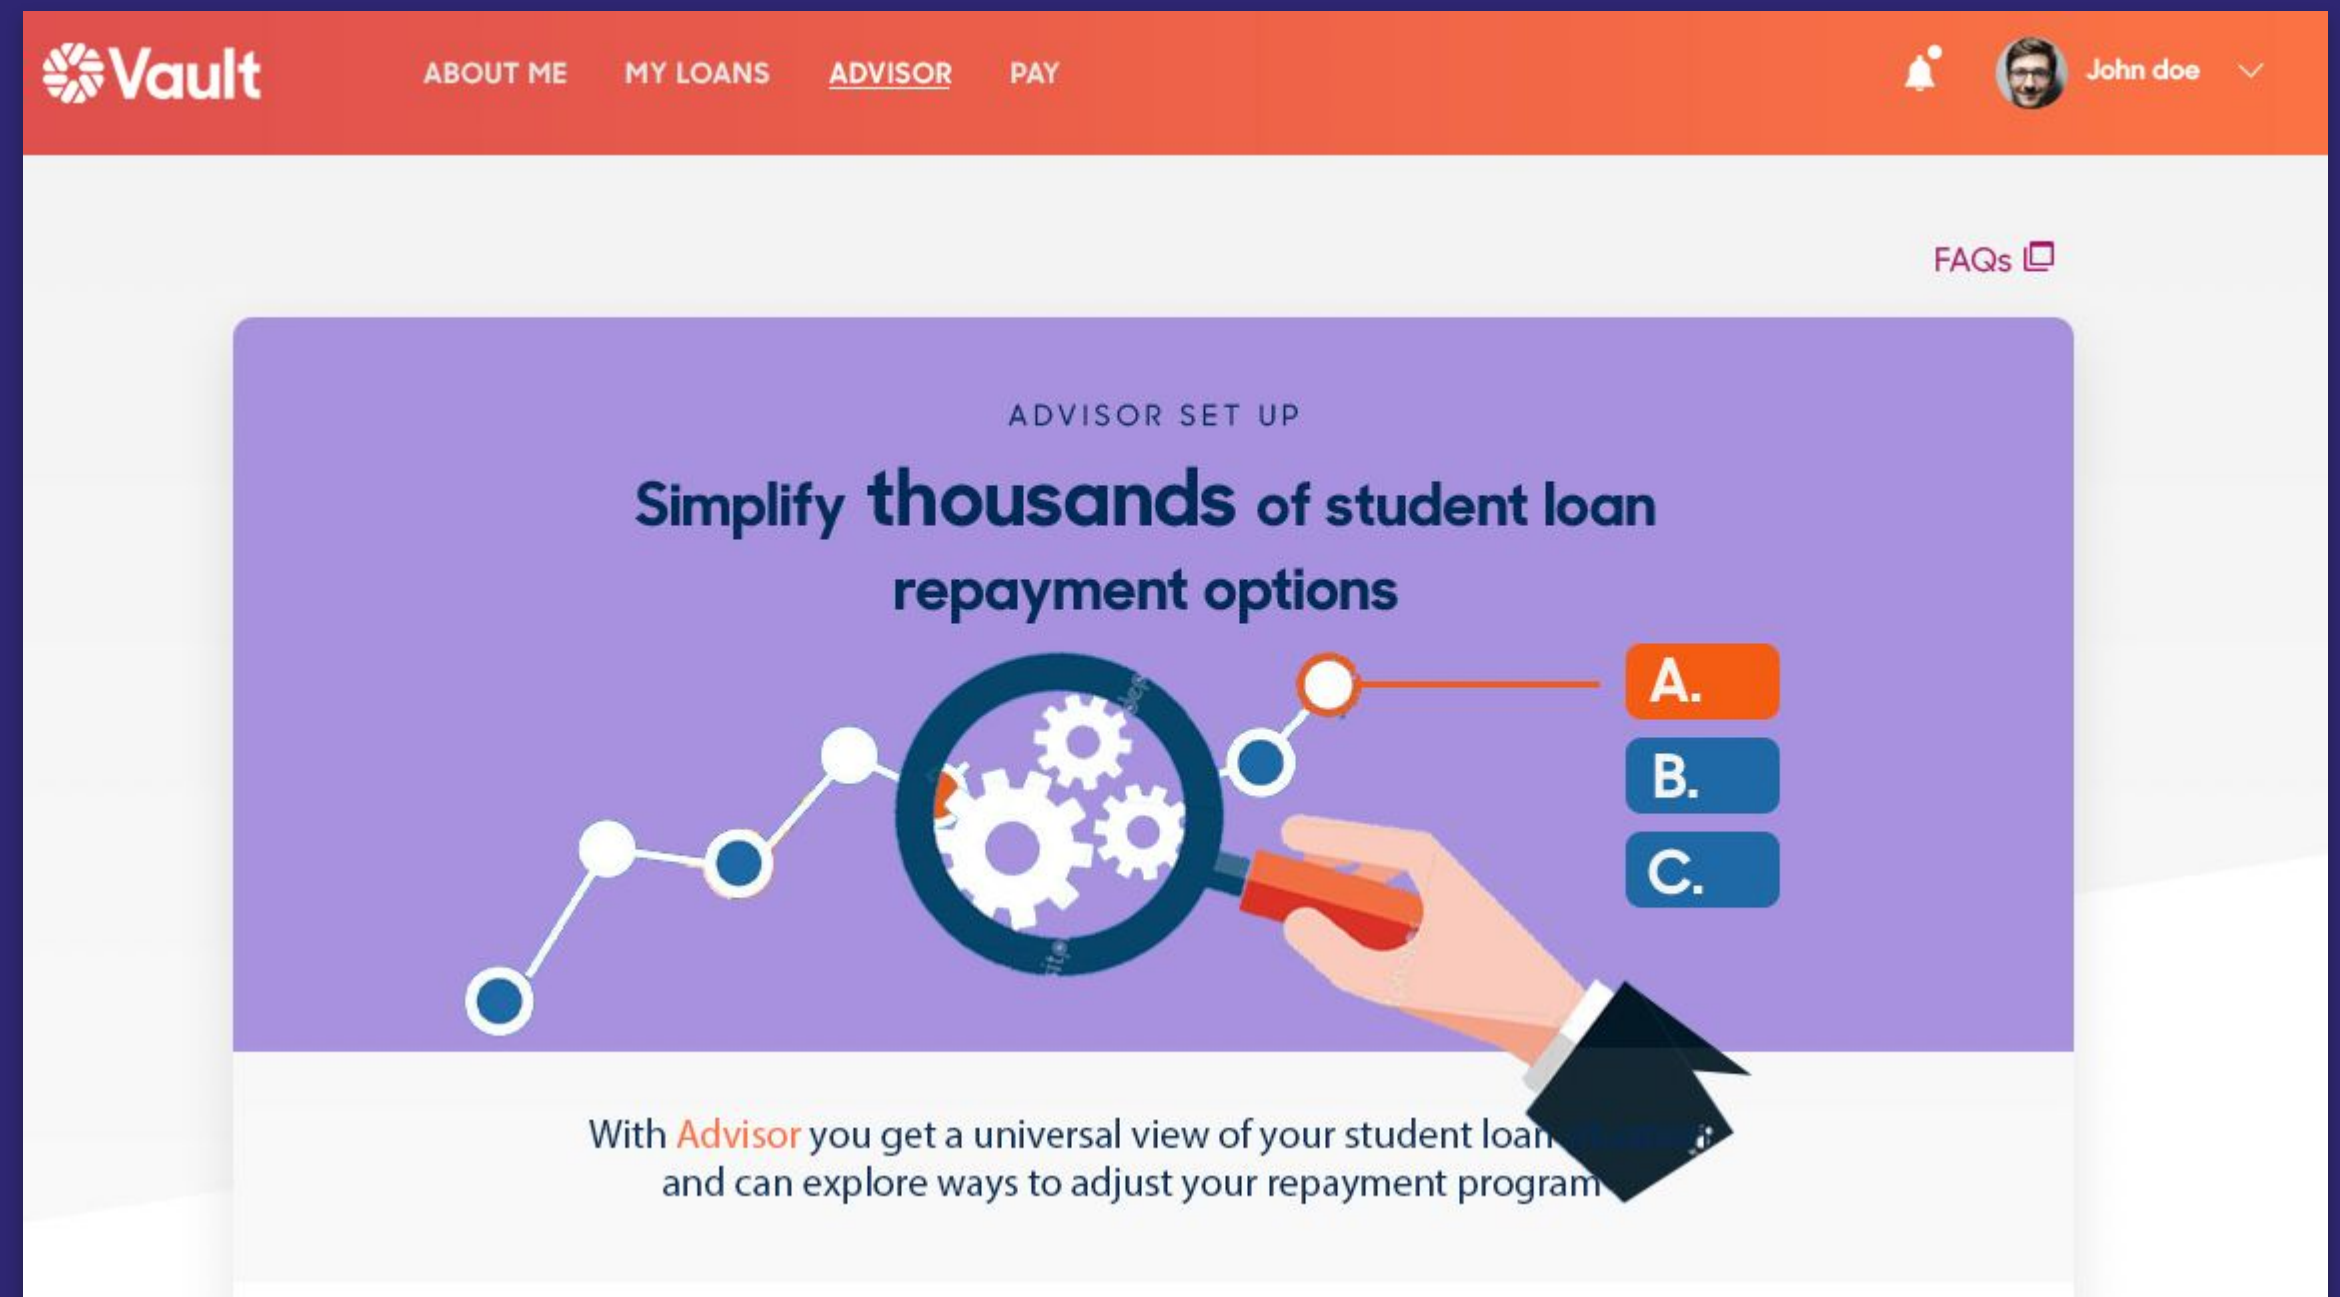 Vault
ABOUT ME
MY LOANS
ADVISOR
PAY
John doe
FAQs
ADVISOR SET UP
Simplify thousands of student loan
repayment options
A.
B.
C.
With Advisor you get a universal view of your student loan
and can explore ways to adjust your repayment program